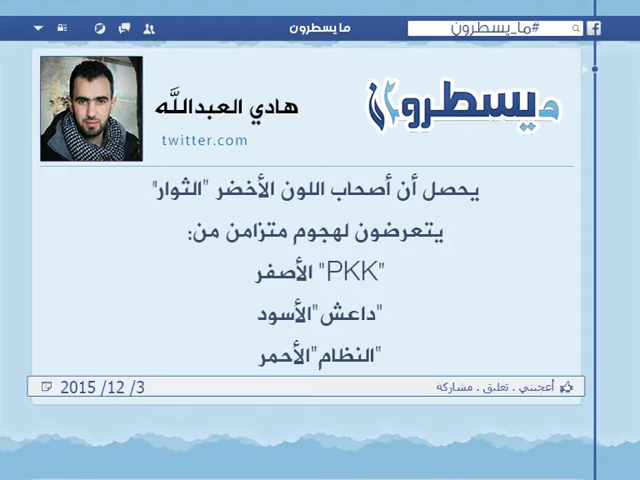 ما يسطرون
#ما_يسطرون
f
هادي العبدالله
twitter.com
ما يسطرون
يحصل أن أصحاب اللون الأخضر "الثوار"
يتعرضون لهجوم متزامن من:
"PKK" الأصفر
"داعش"الأسود
"النظام"الأحمر
2015 /12 /3
أعجبني . تعليق . مشاركة